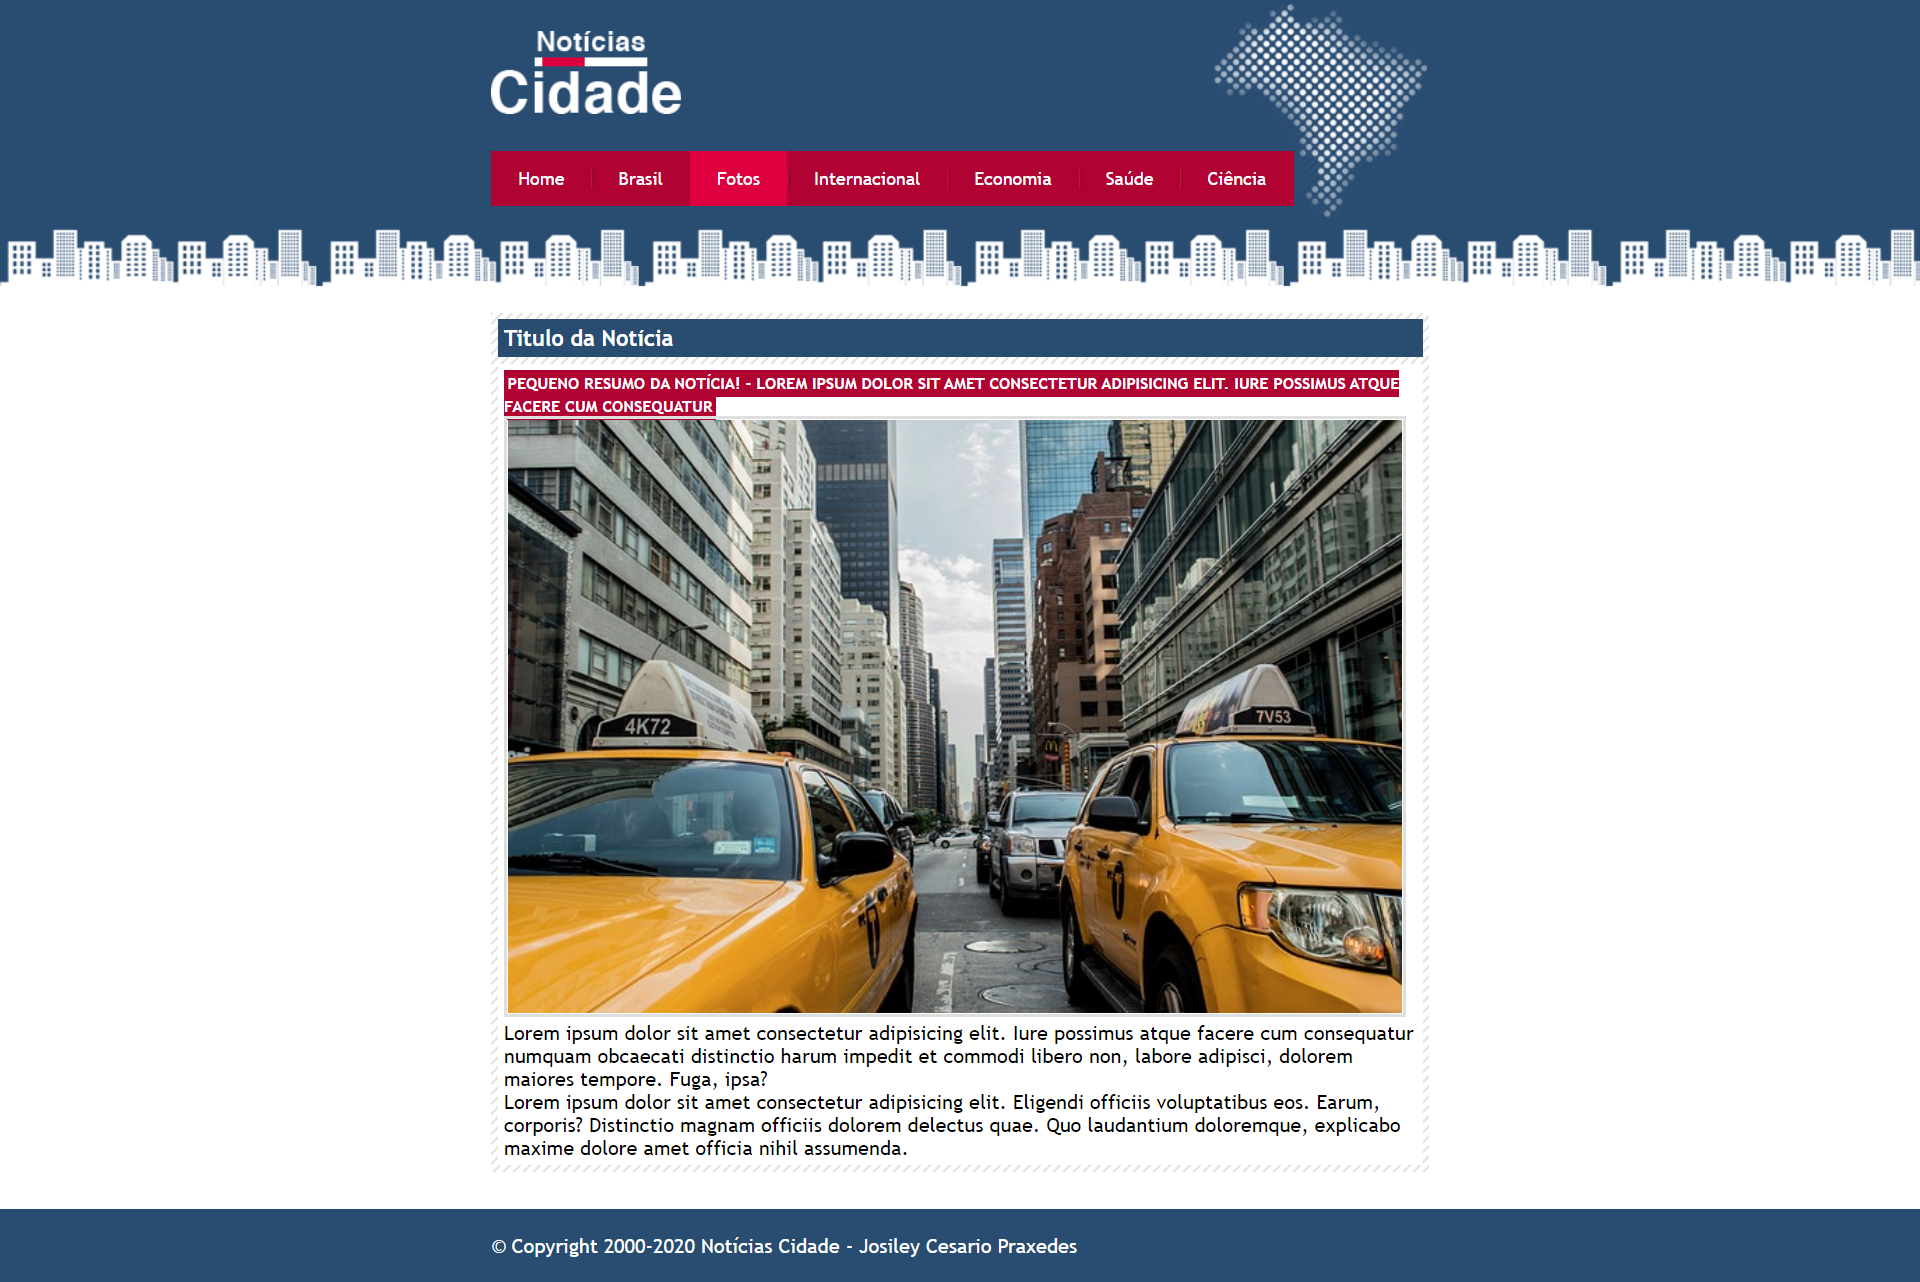 Notícias
Cidade
Home Brasil Fotos Internacional Economia Saúde Ciência
Titulo da Notícia
PEQUENO RESUMO DA NOTÍCIA! - LOREM IPSUM DOLOR SIT AMET CONSECTETUR ADIPISICING ELIT. IURE POSSIMUS ATQUE
FACERE CUM CONSEQUATUR
4K72
7V53
Lorem ipsum dolor sit amet consectetur adipisicing elit. Iure possimus atque facere cum consequatur
numquam obcaecati distinctio harum impedit et commodi libero non, labore adipisci, dolorem
maiores tempore. Fuga, ipsa?
Lorem ipsum dolor sit amet consectetur adipisicing elit. Eligendi officiis voluptatibus eos. Earum,
corporis? Distinctio magnam officiis dolorem delectus quae. Quo laudantium doloremque, explicabo
maxime dolore amet officia nihil assumenda.
© Copyright 2000-2020 Notícias Cidade - Josiley Cesario Praxedes